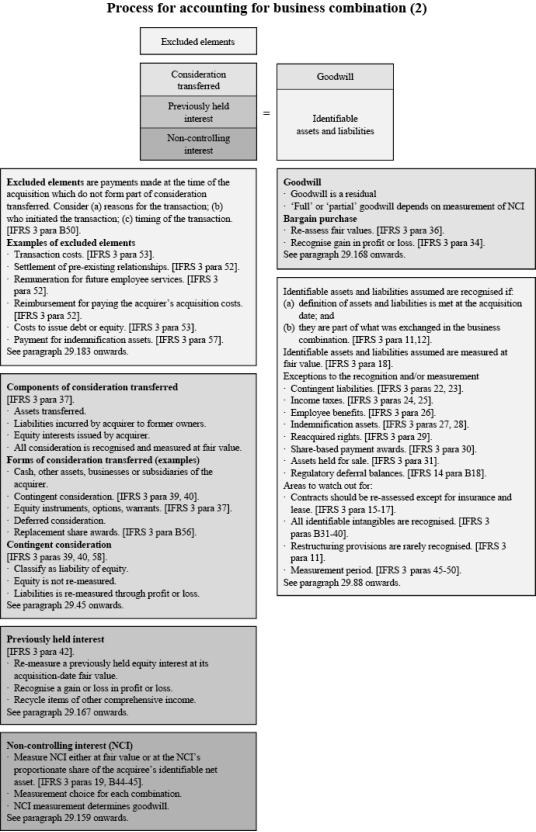 Process for accounting for business combination (2)
Excluded elements
Consideration
transferred
Previously held
interest
Non-controlling
interest
=
Goodwill
Identifiable
assets and liabilities
Excluded elements are payments made at the time of the
acquisition which do not form part of consideration
transferred. Consider (a) reasons for the transaction; (b)
who initiated the transaction; (c) timing of the transaction.
[IFRS 3 para B50].
Examples of excluded elements
· Transaction costs. [IFRS 3 para 53].
· Settlement of pre-existing relationships. [IFRS 3 para 52].
· Remuneration for future employee services. [IFRS 3
para 52].
· Reimbursement for paying the acquirer's acquisition costs.
[IFRS 3 para 52].
· Costs to issue debt or equity. [IFRS 3 para 53].
· Payment for indemnification assets. [IFRS 3 para 57].
See paragraph 29.183 onwards.
Components of consideration transferred
[IFRS 3 para 37].
· Assets transferred.
· Liabilities incurred by acquirer to former owners.
· Equity interests issued by acquirer.
· All consideration is recognised and measured at fair value.
Forms of consideration transferred (examples)
· Cash, other assets, businesses or subsidiaries of the
acquirer.
· Contingent consideration. [IFRS 3 para 39, 40].
· Equity instruments, options, warrants. [IFRS 3 para 37].
· Deferred consideration.
· Replacement share awards. [IFRS 3 para B56].
Contingent consideration
[IFRS 3 paras 39, 40, 58].
· Classify as liability of equity.
· Equity is not re-measured.
· Liabilities is re-measured through profit or loss.
See paragraph 29.45 onwards.
Previously held interest
[IFRS 3 para 42].
· Re-measure a previously held equity interest at its
acquisition-date fair value.
· Recognise a gain or loss in profit or loss.
· Recycle items of other comprehensive income.
See paragraph 29.167 onwards.
Non-controlling interest (NCI)
· Measure NCI either at fair value or at the NCI's
proportionate share of the acquiree's identifiable net
asset. [IFRS 3 paras 19, B44-45].
· Measurement choice for each combination.
· NCI measurement determines goodwill.
See paragraph 29.159 onwards.
Goodwill
· Goodwill is a residual
· 'Full' or 'partial' goodwill depends on measurement of NCI
Bargain purchase
· Re-assess fair values. [IFRS 3 para 36].
· Recognise gain in profit or loss. [IFRS 3 para 34].
See paragraph 29.168 onwards.
Identifiable assets and liabilities assumed are recognised if:
(a) definition of assets and liabilities is met at the acquisition
date; and
(b) they are part of what was exchanged in the business
combination. [IFRS 3 para 11,12].
Identifiable assets and liabilities assumed are measured at
fair value. [IFRS 3 para 18].
Exceptions to the recognition and/or measurement
· Contingent liabilities. [IFRS 3 paras 22, 23].
· Income taxes. [IFRS 3 paras 24, 25].
· Employee benefits. [IFRS 3 para 26].
· Indemnification assets. [IFRS 3 paras 27, 28].
· Reacquired rights. [IFRS 3 para 29].
· Share-based payment awards. [IFRS 3 para 30].
· Assets held for sale. [IFRS 3 para 31].
· Regulatory deferral balances. [IFRS 14 para B18].
Areas to watch out for:
· Contracts should be re-assessed except for insurance and
lease. [IFRS 3 para 15-17].
· All identifiable intangibles are recognised. [IFRS 3
paras B31-40].
· Restructuring provisions are rarely recognised. [IFRS 3
para 11].
· Measurement period. [IFRS 3 paras 45-50].
See paragraph 29.88 onwards.